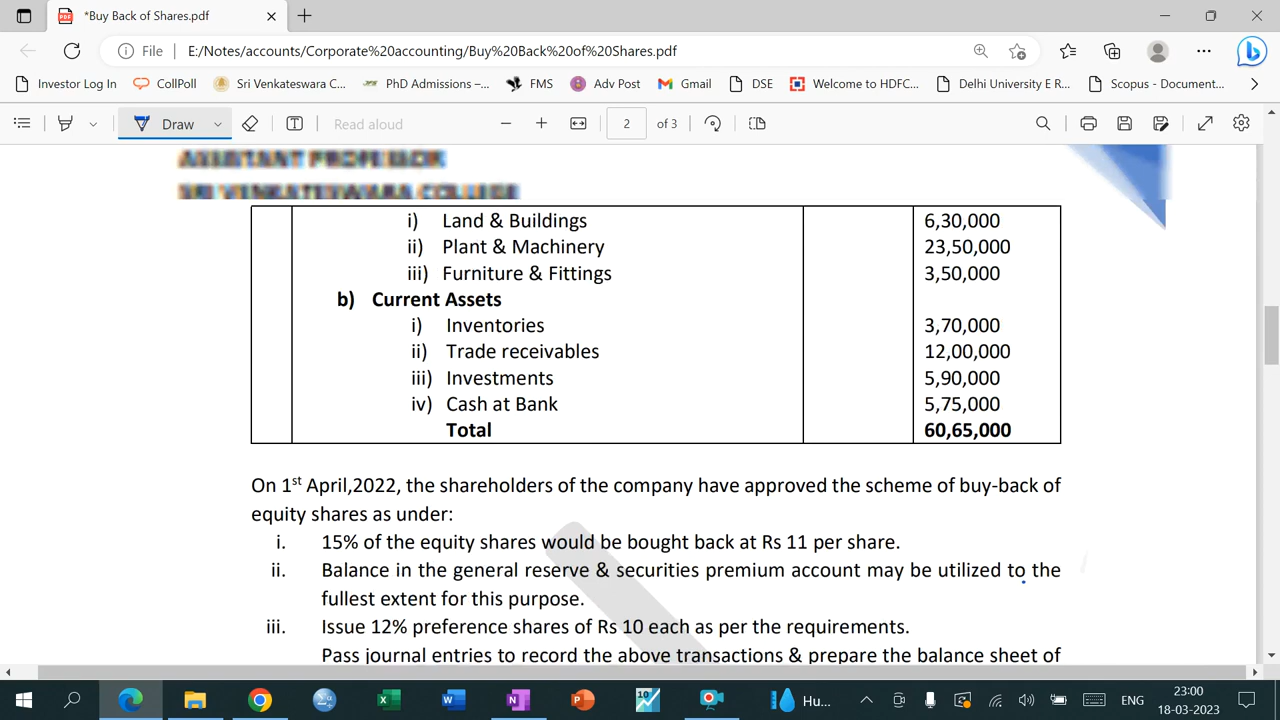 *Buy Back of Shares.pdf
File E:/Notes/accounts/Corporate%20accounting/Buy%20Back%20of%20Shares.pdf
Investor Log In CollPoll Sri Venkateswara C... PhD Admissions –... FMS Adv Post Gmail DSE Welcome to HDFC... Delhi University E R... Scopus - Document...
Draw Read aloud 2 of 3
ASSISTANT PROFESSOR
SRI VENKATESWARA COLLEGE
i) Land & Buildings 6,30,000
ii) Plant & Machinery 23,50,000
iii) Furniture & Fittings 3,50,000
b) Current Assets
i) Inventories 3,70,000
ii) Trade receivables 12,00,000
iii) Investments 5,90,000
iv) Cash at Bank 5,75,000
Total 60,65,000
On 1st April,2022, the shareholders of the company have approved the scheme of buy-back of
equity shares as under:
i. 15% of the equity shares would be bought back at Rs 11 per share.
ii. Balance in the general reserve & securities premium account may be utilized to the
fullest extent for this purpose.
iii. Issue 12% preference shares of Rs 10 each as per the requirements.
Pass journal entries to record the above transactions & prepare the balance sheet of
Hu... ENG 23:00
18-03-2023